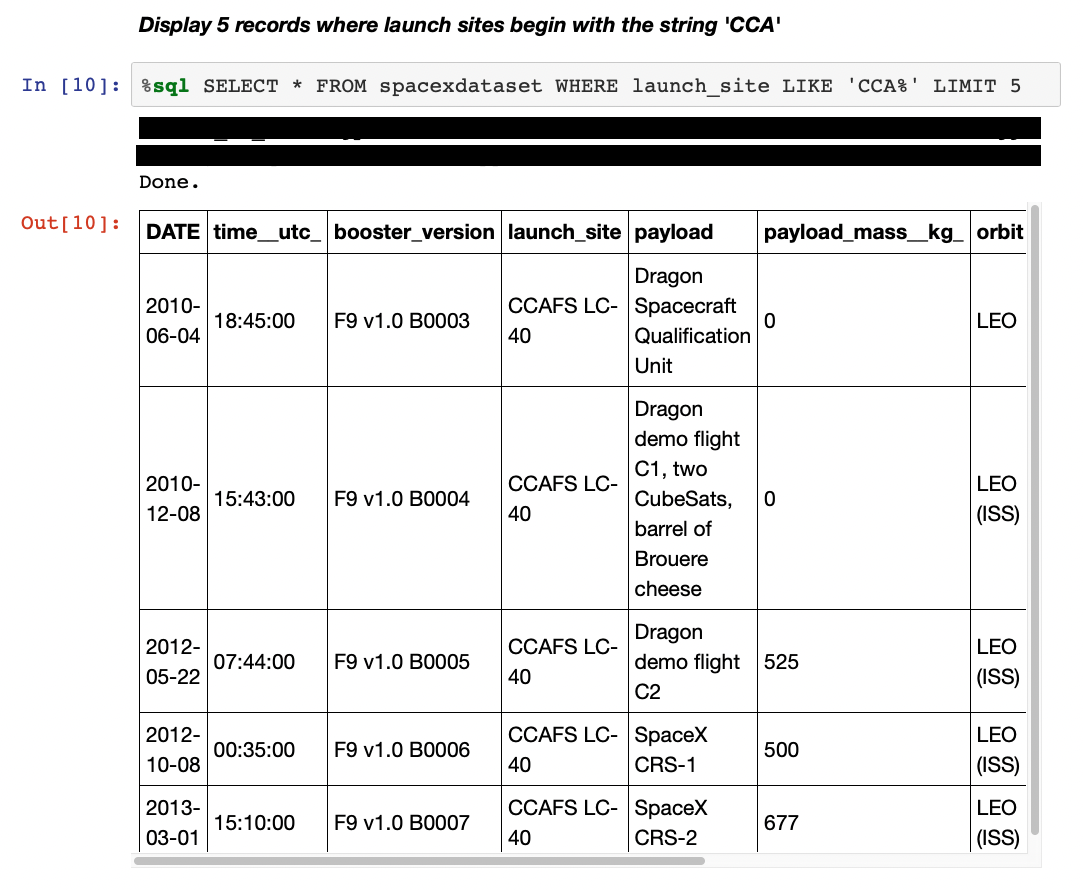 Display 5 records where launch sites begin with the string 'CCA'
In [10]: %sql SELECT * FROM spacexdataset WHERE launch_site LIKE 'CCA%' LIMIT 5
Done.
Out[10]:
DATE time__utc_ booster_version launch_site payload payload_mass__kg_ orbit
2010-
06-04
18:45:00
F9 v1.0 B0003
CCAFS LC-
40
Dragon
Spacecraft
Qualification
Unit
0
LEO
2010-
12-08
15:43:00
F9 v1.0 B0004
CCAFS LC-
40
Dragon
demo flight
C1, two
CubeSats,
barrel of
Brouere
cheese
0
LEO
(ISS)
2012-
05-22
07:44:00
F9 v1.0 B0005
CCAFS LC-
40
Dragon
demo flight
C2
525
LEO
(ISS)
2012-
10-08
00:35:00
F9 v1.0 B0006
CCAFS LC-
40
SpaceX
CRS-1
500
LEO
(ISS)
2013-
03-01
15:10:00
F9 v1.0 B0007
CCAFS LC-
40
SpaceX
CRS-2
677
LEO
(ISS)